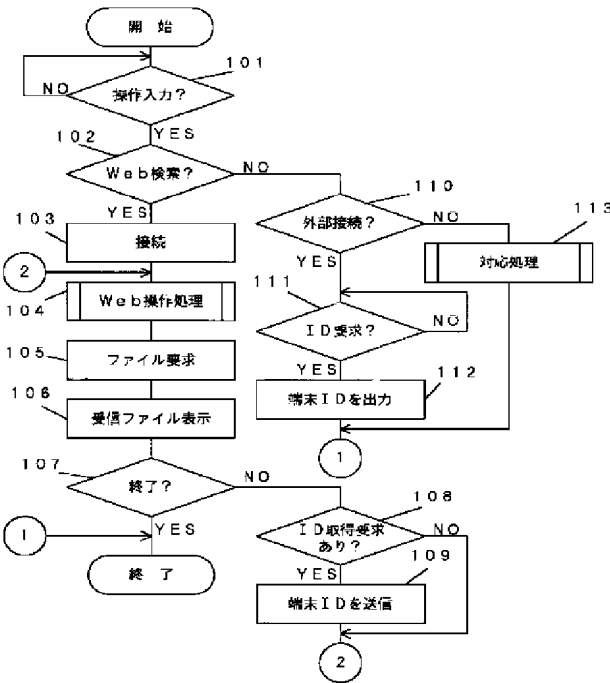 開 始
101
操作入力?
NO
YES
102
Web検索?
NO
YES
103
接続
110
外部接続?
NO
YES
113
対応処理
2
104
Web操作処理
111
ID要求?
NO
YES
105
ファイル要求
112
端末IDを出力
106
受信ファイル表示
1
107
終了?
NO
YES
108
ID取得要求
あり?
NO
YES
1
終 了
109
端末IDを送信
2